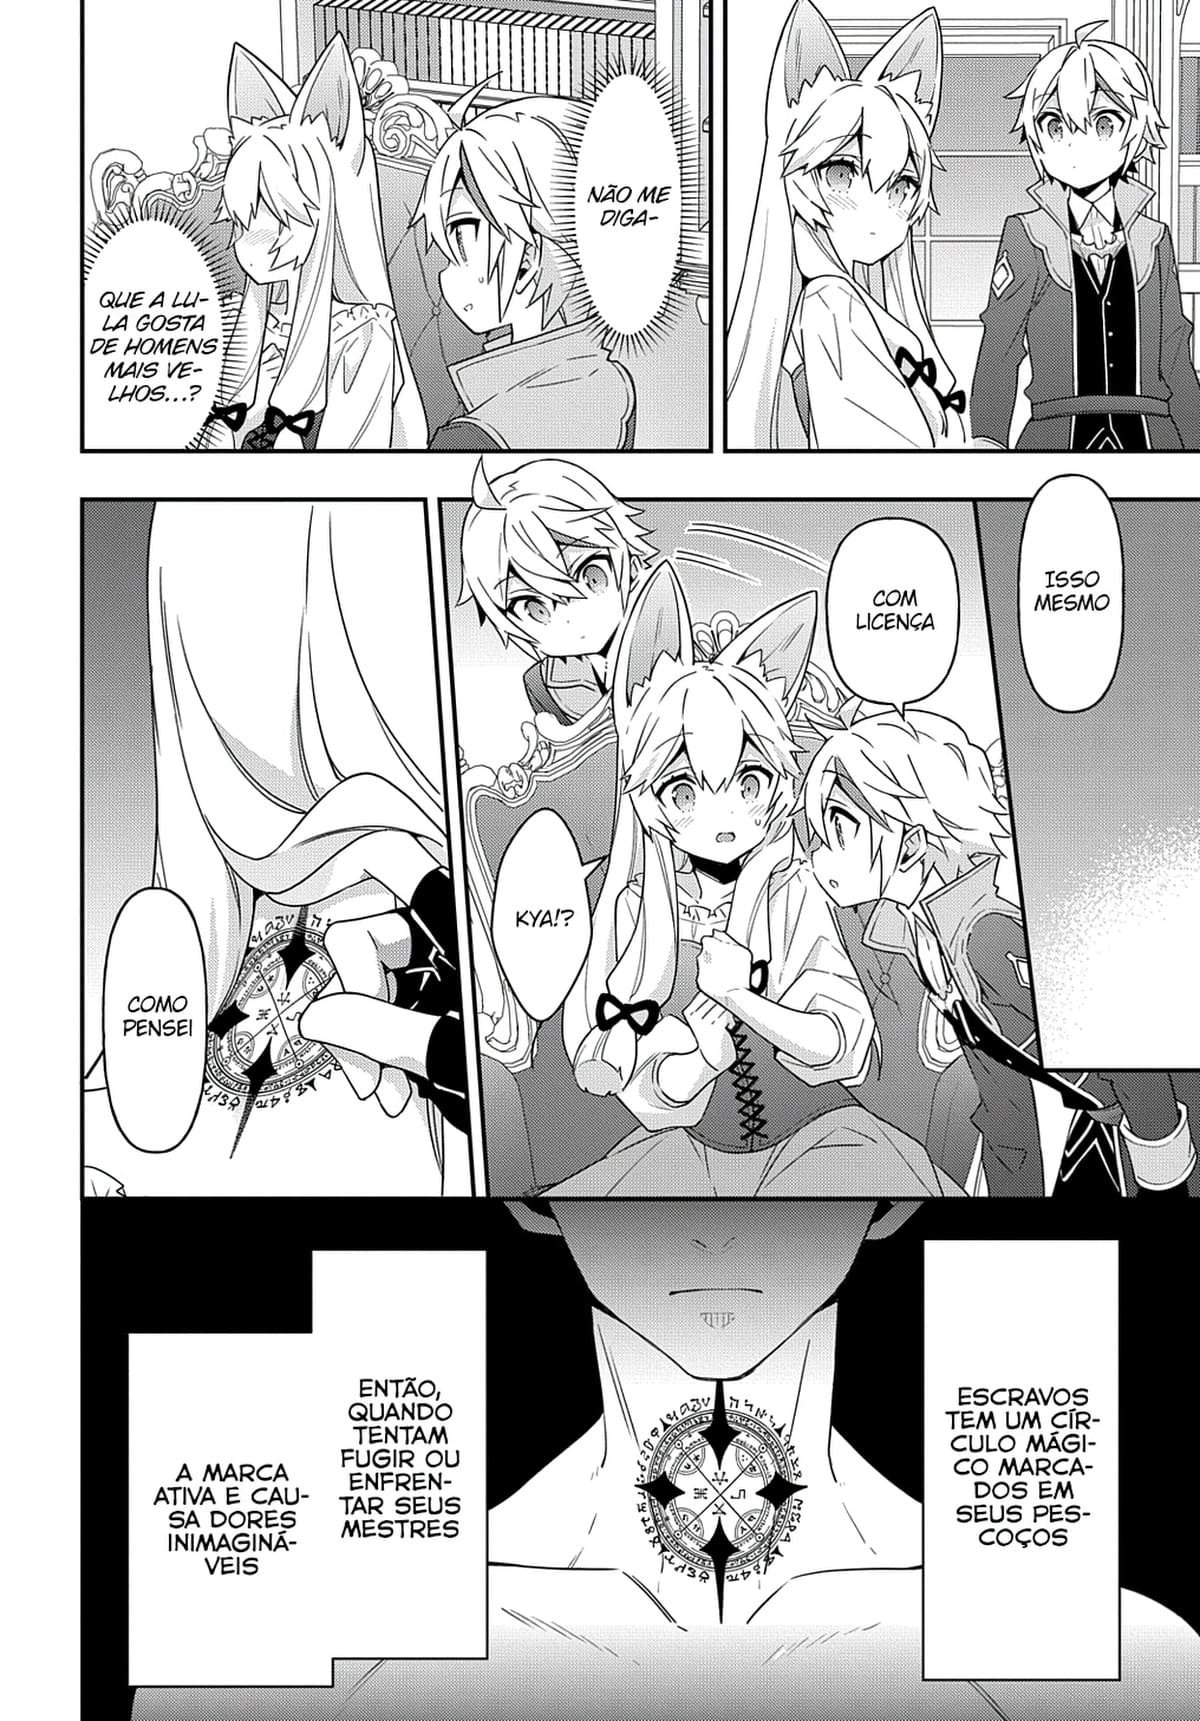 NÃO ME
DIGA-
QUE A LU-
LA GOSTA
DE HOMENS
MAIS VE-
LHOS...?
ISSO
MESMO
COM
LICENÇA
KYA!?
COMO
PENSEI
ESCRAVOS
TEM UM CÍR-
CULO MÁGI-
CO MARCA-
DOS EM
SEUS PES-
COÇOS
ENTÃO,
QUANDO
TENTAM
FUGIR OU
ENFREN-
TAR SEUS
MESTRES
A MARCA
ATIVA E CAU-
SA DORES
INIMAGINÁ-
VEIS